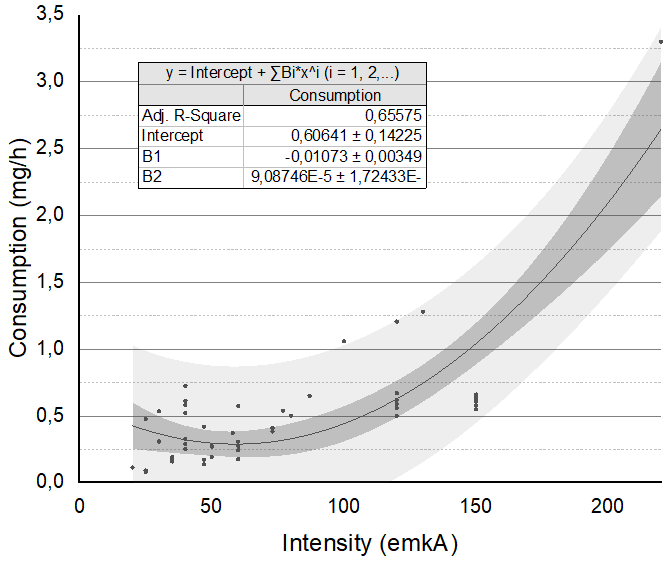 3,5
3,0
2,5
2,0
1,5
1,0
0,5
0,0
Consumption (mg/h)
y = Intercept + ∑Bi*x^i (i = 1, 2,...)
Consumption
Adj. R-Square 0,65575
Intercept 0,60641 ± 0,14225
B1 -0,01073 ± 0,00349
B2 9,08746E-5 ± 1,72433E-
0 50 100 150 200
Intensity (emkA)